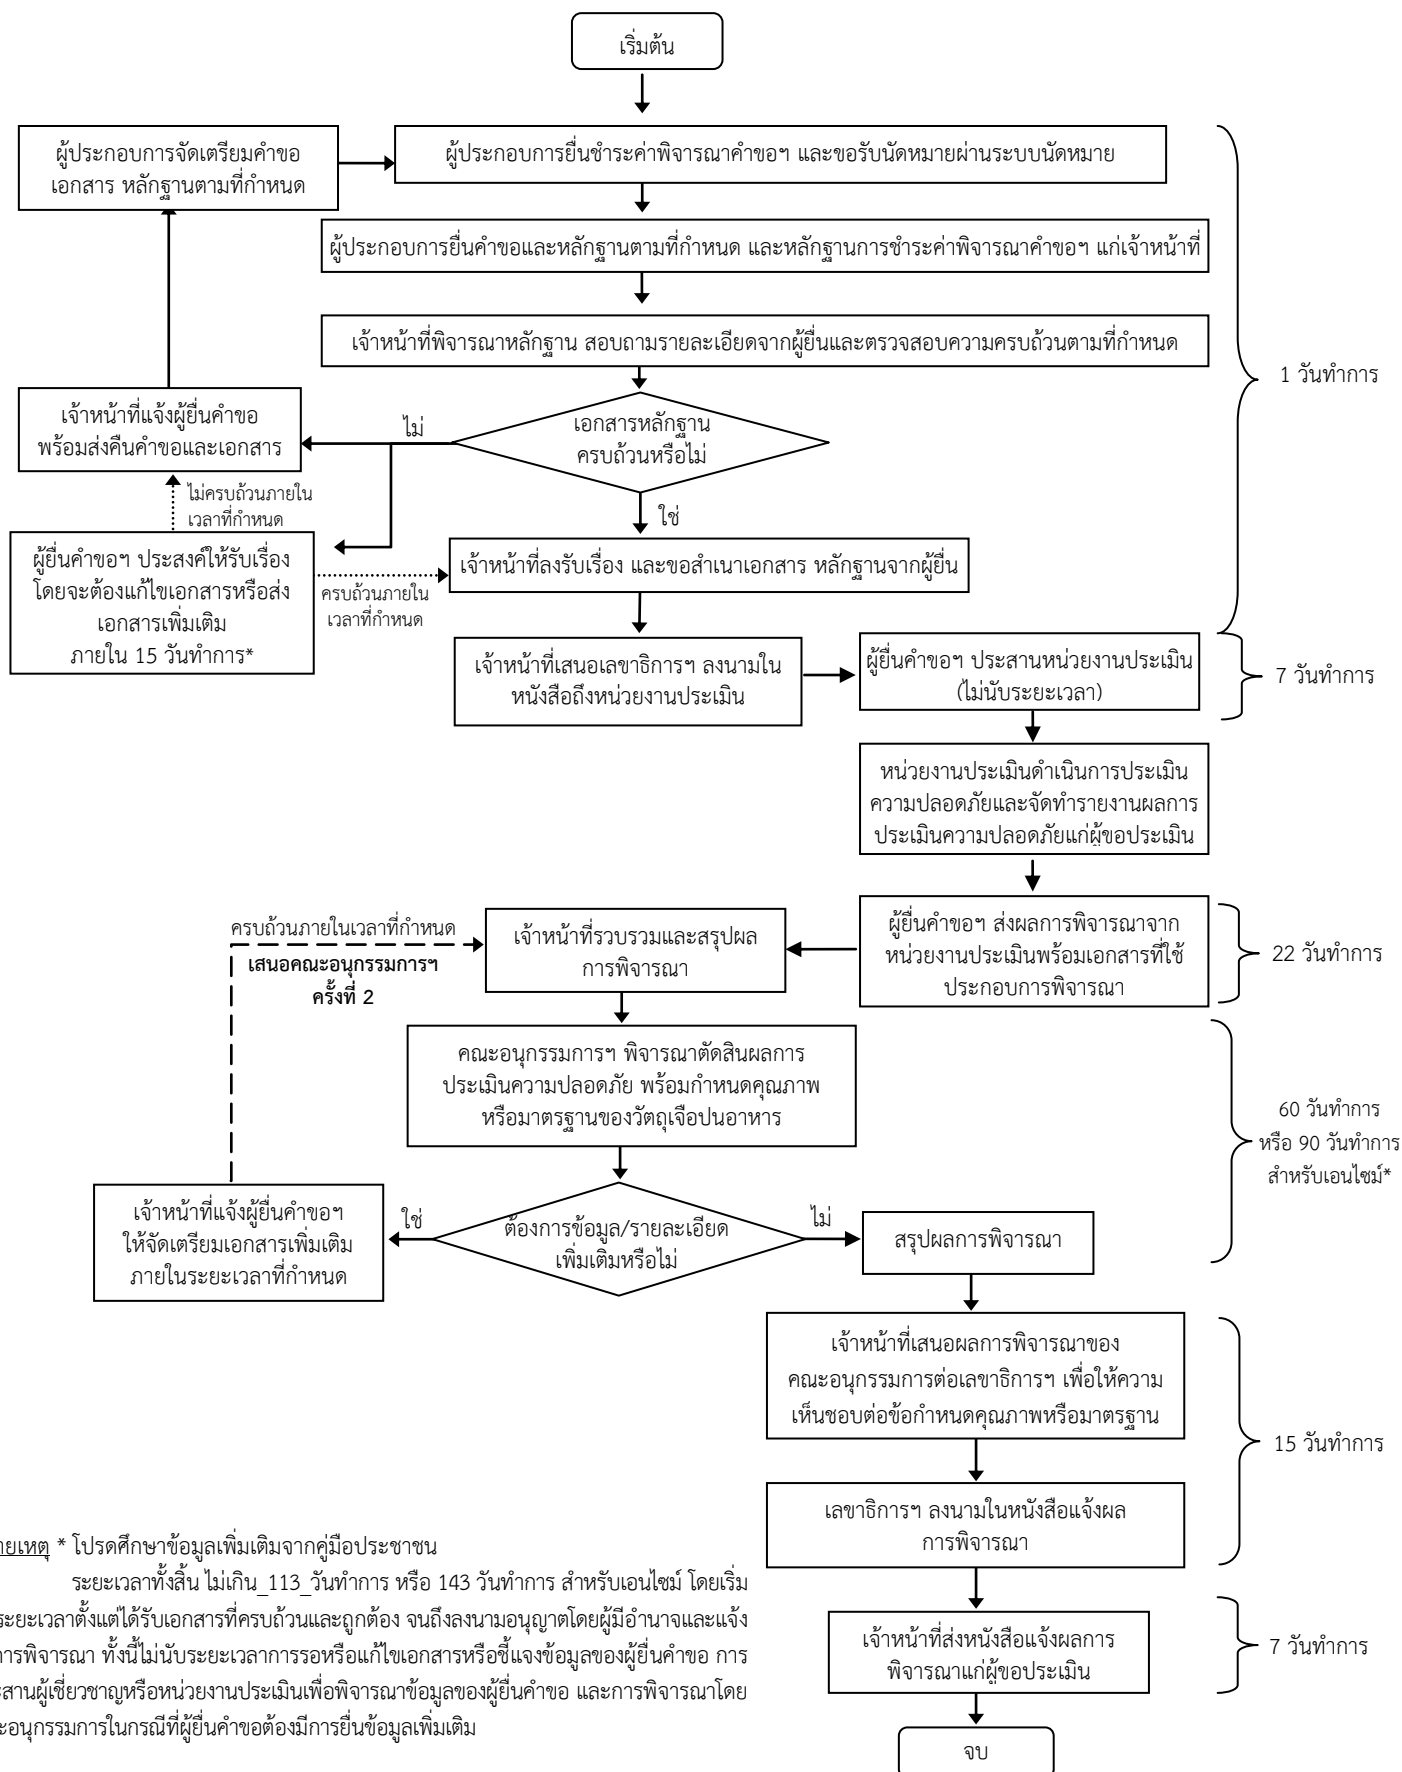 เริ่มต้น
ผู้ประกอบการจัดเตรียมคำขอ
เอกสาร หลักฐานตามที่กำหนด
ผู้ประกอบการยื่นชำระค่าพิจารณาคำขอฯ และขอรับนัดหมายผ่านระบบนัดหมาย
ผู้ประกอบการยื่นคำขอและหลักฐานตามที่กำหนด และหลักฐานการชำระค่าพิจารณาคำขอฯ แก่เจ้าหน้าที่
เจ้าหน้าที่พิจารณาหลักฐาน สอบถามรายละเอียดจากผู้ยื่นและตรวจสอบความครบถ้วนตามที่กำหนด
1 วันทำการ
เจ้าหน้าที่แจ้งผู้ยื่นคำขอ
พร้อมส่งคืนคำขอและเอกสาร
ไม่
เอกสารหลักฐาน
ครบถ้วนหรือไม่
ไม่ครบถ้วนภายใน
เวลาที่กำหนด
ใช่
ผู้ยื่นคำขอฯ ประสงค์ให้รับเรื่อง
โดยจะต้องแก้ไขเอกสารหรือส่ง
เอกสารเพิ่มเติม
ภายใน 15 วันทำการ*
ครบถ้วนภายใน
เวลาที่กำหนด
เจ้าหน้าที่ลงรับเรื่อง และขอสำเนาเอกสาร หลักฐานจากผู้ยื่น
เจ้าหน้าที่เสนอเลขาธิการฯ ลงนามใน
หนังสือถึงหน่วยงานประเมิน
ผู้ยื่นคำขอฯ ประสานหน่วยงานประเมิน
(ไม่นับระยะเวลา)
7 วันทำการ
หน่วยงานประเมินดำเนินการประเมิน
ความปลอดภัยและจัดทำรายงานผลการ
ประเมินความปลอดภัยแก่ผู้ขอประเมิน
ครบถ้วนภายในเวลาที่กำหนด
เสนอคณะอนุกรรมการฯ
ครั้งที่ 2
เจ้าหน้าที่รวบรวมและสรุปผล
การพิจารณา
ผู้ยื่นคำขอฯ ส่งผลการพิจารณาจาก
หน่วยงานประเมินพร้อมเอกสารที่ใช้
ประกอบการพิจารณา
22 วันทำการ
คณะอนุกรรมการฯ พิจารณาตัดสินผลการ
ประเมินความปลอดภัย พร้อมกำหนดคุณภาพ
หรือมาตรฐานของวัตถุเจือปนอาหาร
60 วันทำการ
หรือ 90 วันทำการ
สำหรับเอนไซม์*
เจ้าหน้าที่แจ้งผู้ยื่นคำขอฯ
ให้จัดเตรียมเอกสารเพิ่มเติม
ภายในระยะเวลาที่กำหนด
ใช่
ต้องการข้อมูล/รายละเอียด
เพิ่มเติมหรือไม่
ไม่
สรุปผลการพิจารณา
เจ้าหน้าที่เสนอผลการพิจารณาของ
คณะอนุกรรมการต่อเลขาธิการฯ เพื่อให้ความ
เห็นชอบต่อข้อกำหนดคุณภาพหรือมาตรฐาน
15 วันทำการ
เลขาธิการฯ ลงนามในหนังสือแจ้งผล
การพิจารณา
เจ้าหน้าที่ส่งหนังสือแจ้งผลการ
พิจารณาแก่ผู้ขอประเมิน
7 วันทำการ
จบ
ายเหตุ * โปรดศึกษาข้อมูลเพิ่มเติมจากคู่มือประชาชน
ระยะเวลาทั้งสิ้น ไม่เกิน_113_วันทำการ หรือ 143 วันทำการ สำหรับเอนไซม์ โดยเริ่ม
ระยะเวลาตั้งแต่ได้รับเอกสารที่ครบถ้วนและถูกต้อง จนถึงลงนามอนุญาตโดยผู้มีอำนาจและแจ้ง
การพิจารณา ทั้งนี้ไม่นับระยะเวลาการรอหรือแก้ไขเอกสารหรือชี้แจงข้อมูลของผู้ยื่นคำขอ การ
ะสานผู้เชี่ยวชาญหรือหน่วยงานประเมินเพื่อพิจารณาข้อมูลของผู้ยื่นคำขอ และการพิจารณาโดย
ะอนุกรรมการในกรณีที่ผู้ยื่นคำขอต้องมีการยื่นข้อมูลเพิ่มเติม